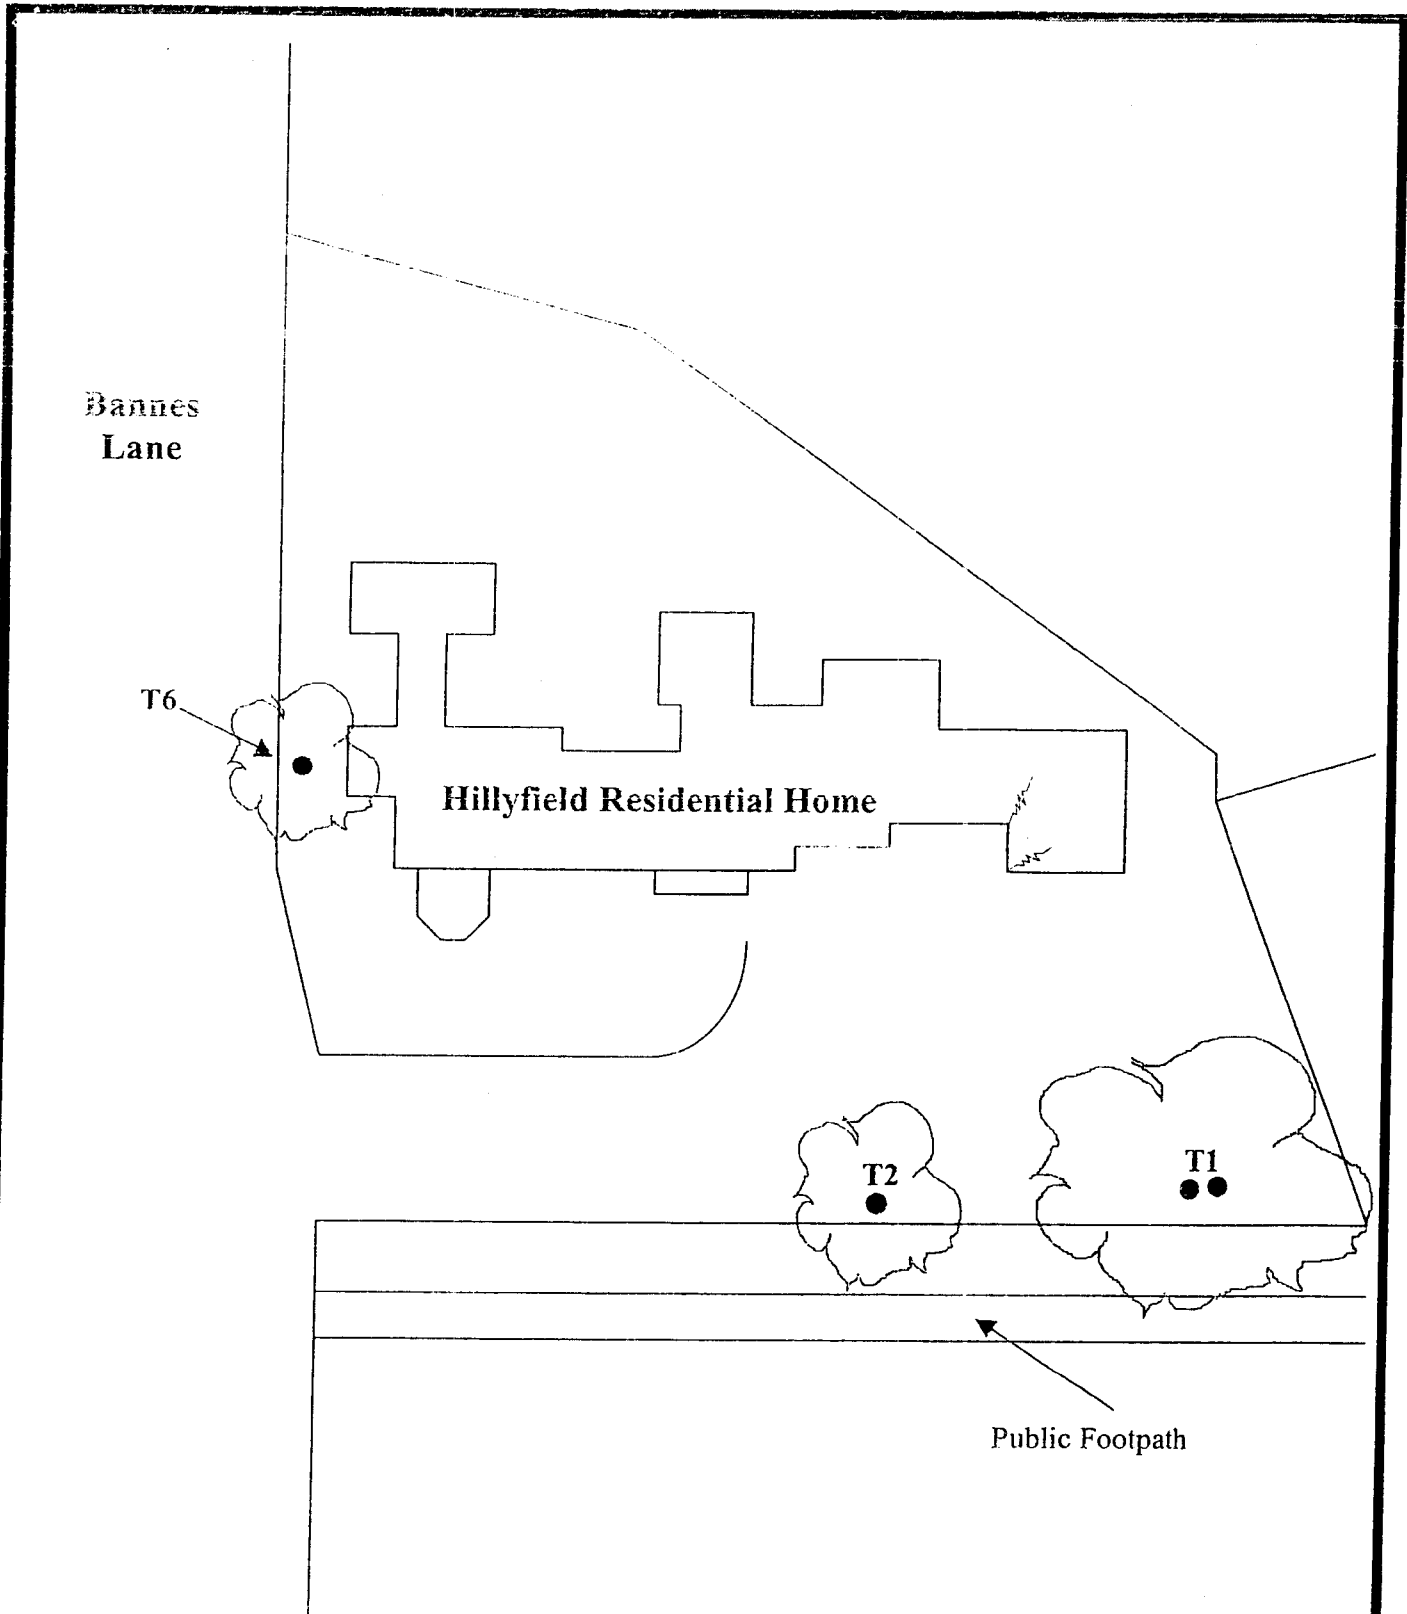 Bannes
Lane
T6
Hillyfield Residential Home
T2
T1
Public Footpath